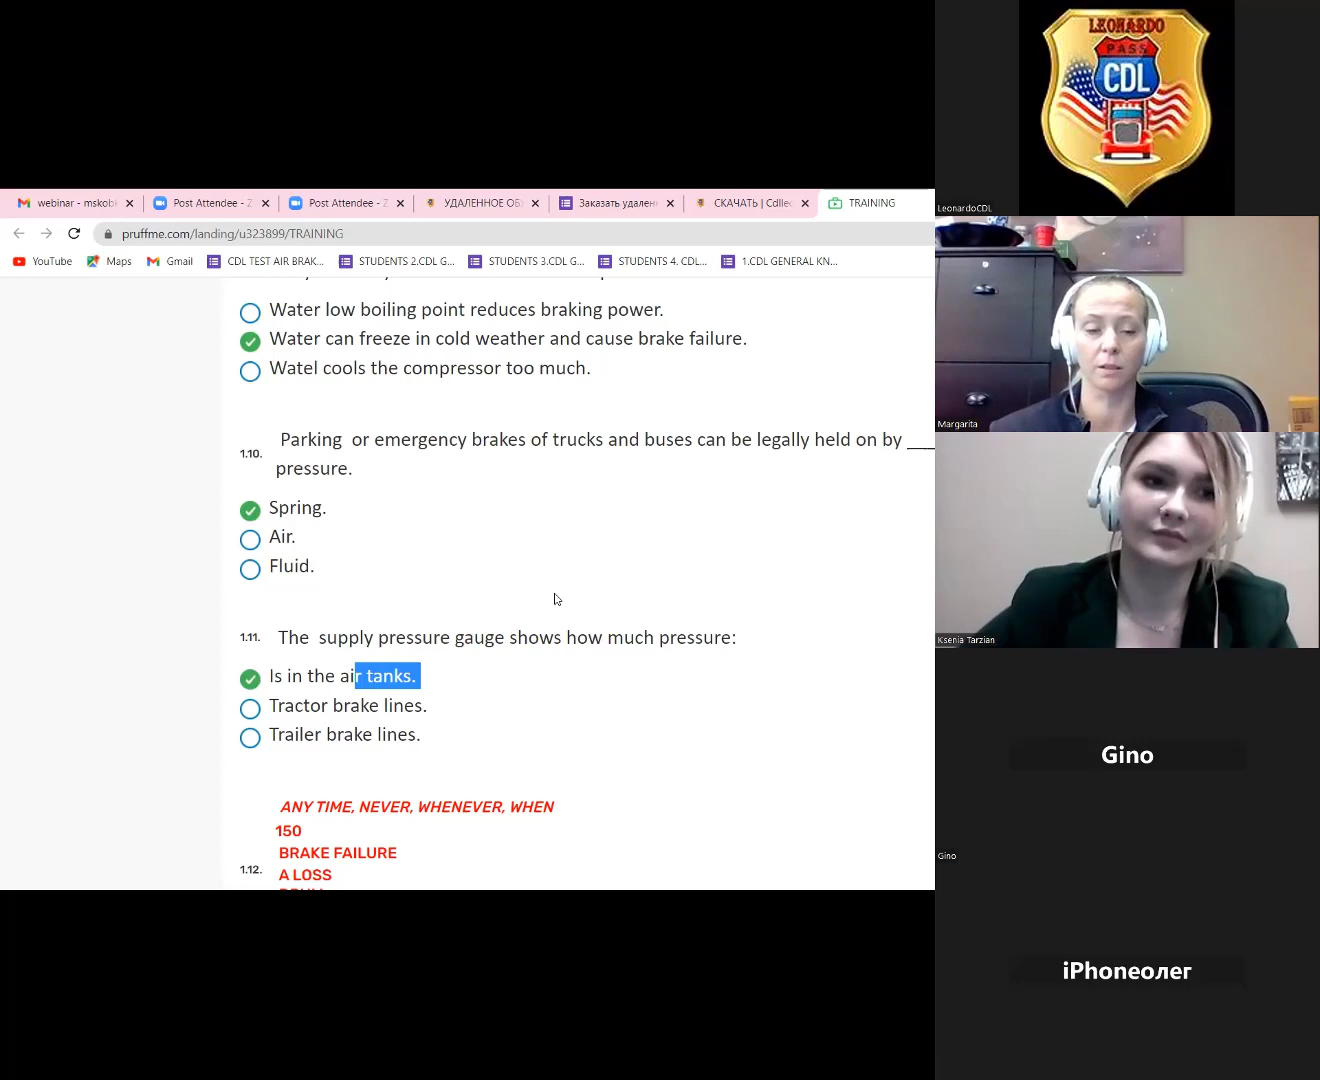 webinar - mskob
Post Attendee - Z
Post Attendee - Z
УДАЛЕННОЕ ОБ
Заказать удален
СКАЧАТЬ | Cdlle
TRAINING
pruffme.com/landing/u323899/TRAINING
YouTube
Maps
Gmail
CDL TEST AIR BRAK...
STUDENTS 2.CDL G...
STUDENTS 3.CDL G...
STUDENTS 4. CDL...
1.CDL GENERAL KN...
Water low boiling point reduces braking power.
Water can freeze in cold weather and cause brake failure.
Watel cools the compressor too much.
1.10. Parking or emergency brakes of trucks and buses can be legally held on by ___
pressure.
Spring.
Air.
Fluid.
1.11. The supply pressure gauge shows how much pressure:
Is in the air tanks.
Tractor brake lines.
Trailer brake lines.
ANY TIME, NEVER, WHENEVER, WHEN
150
BRAKE FAILURE
1.12. A LOSS
LEONARDO
PASS
CDL
LeonardoCDL
Margarita
Ksenia Tarzian
Gino
Gino
iPhoneолег